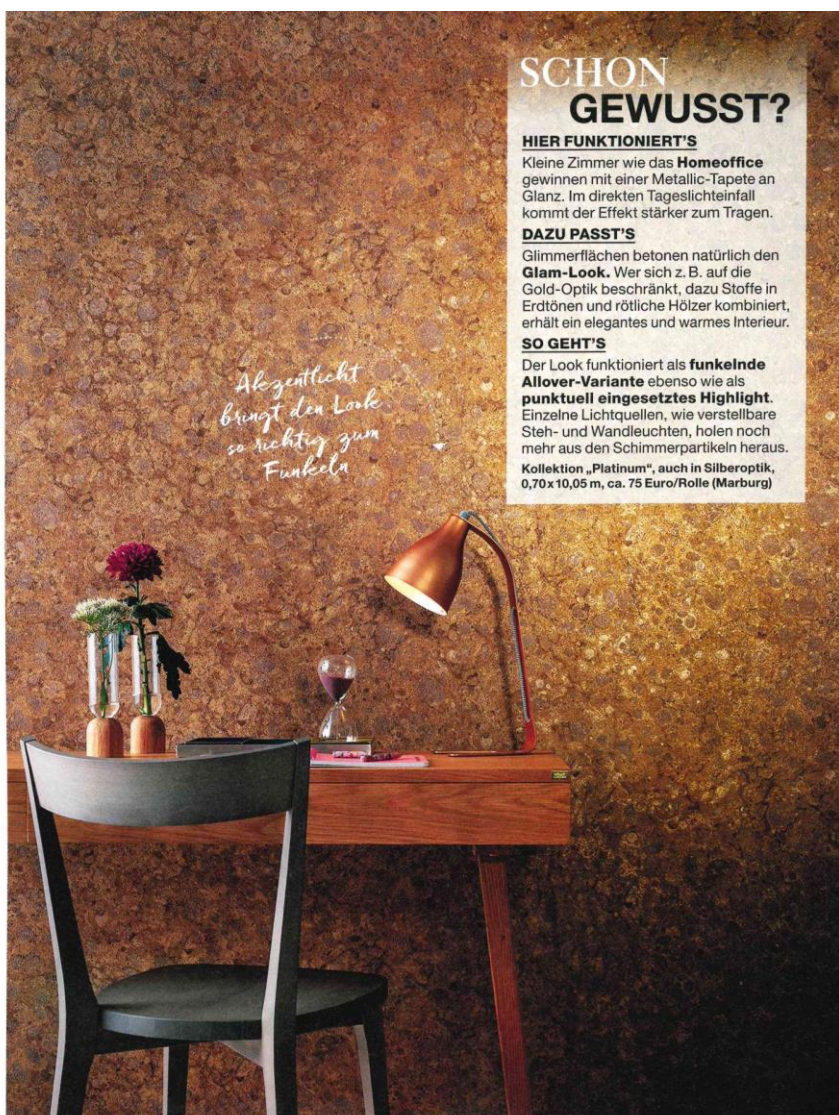 SCHON
GEWUSST?
HIER FUNKTIONIERT'S
Kleine Zimmer wie das Homeoffice
gewinnen mit einer Metallic-Tapete an
Glanz. Im direkten Tageslichteinfall
kommt der Effekt stärker zum Tragen.
DAZU PASST'S
Glimmerflächen betonen natürlich den
Glam-Look. Wer sich z. B. auf die
Gold-Optik beschränkt, dazu Stoffe in
Erdtönen und rötliche Hölzer kombiniert,
erhält ein elegantes und warmes Interieur.
SO GEHT'S
Der Look funktioniert als funkelnde
Allover-Variante ebenso wie als
punktuell eingesetztes Highlight.
Einzelne Lichtquellen, wie verstellbare
Steh- und Wandleuchten, holen noch
mehr aus den Schimmerpartikeln heraus.
Kollektion „Platinum“, auch in Silberoptik,
0,70 x 10,05 m, ca. 75 Euro/Rolle (Marburg)
Akzentlicht
bringt den Look
so richtig zum
Funkeln